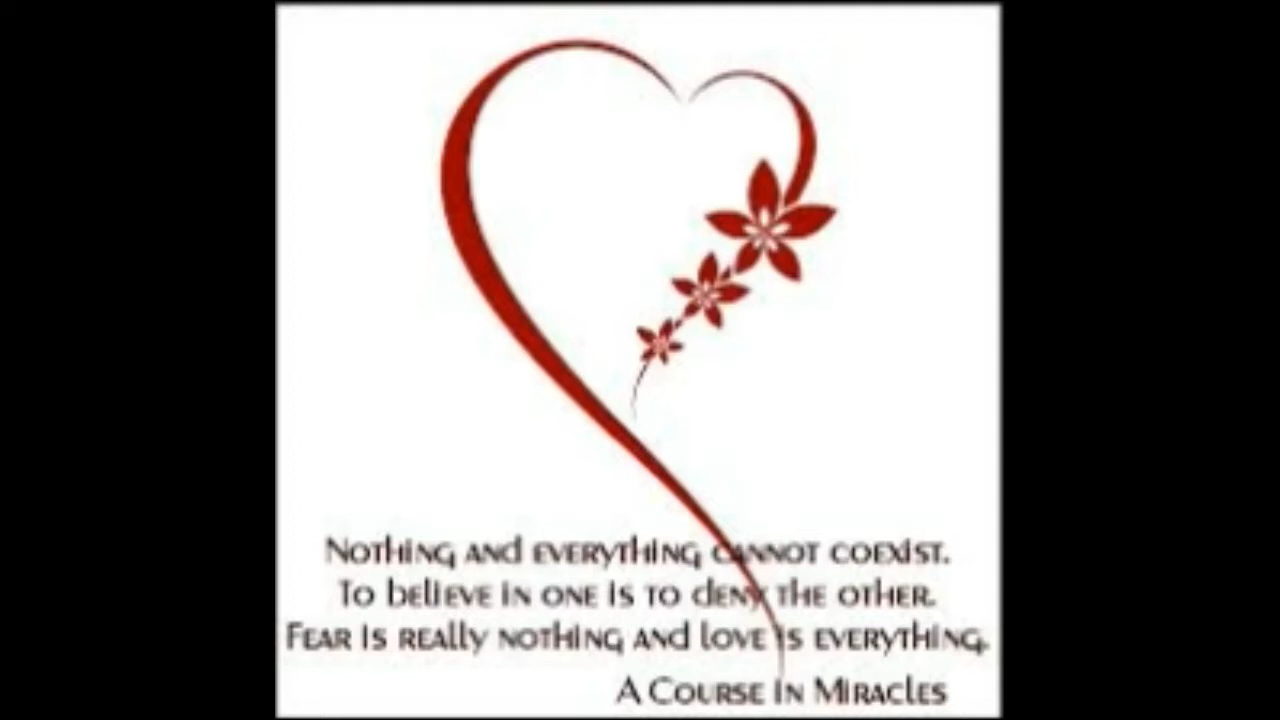 Nothing and everything cannot coexist.
To believe in one is to deny the other.
Fear is really nothing and love is everything.
A Course in Miracles